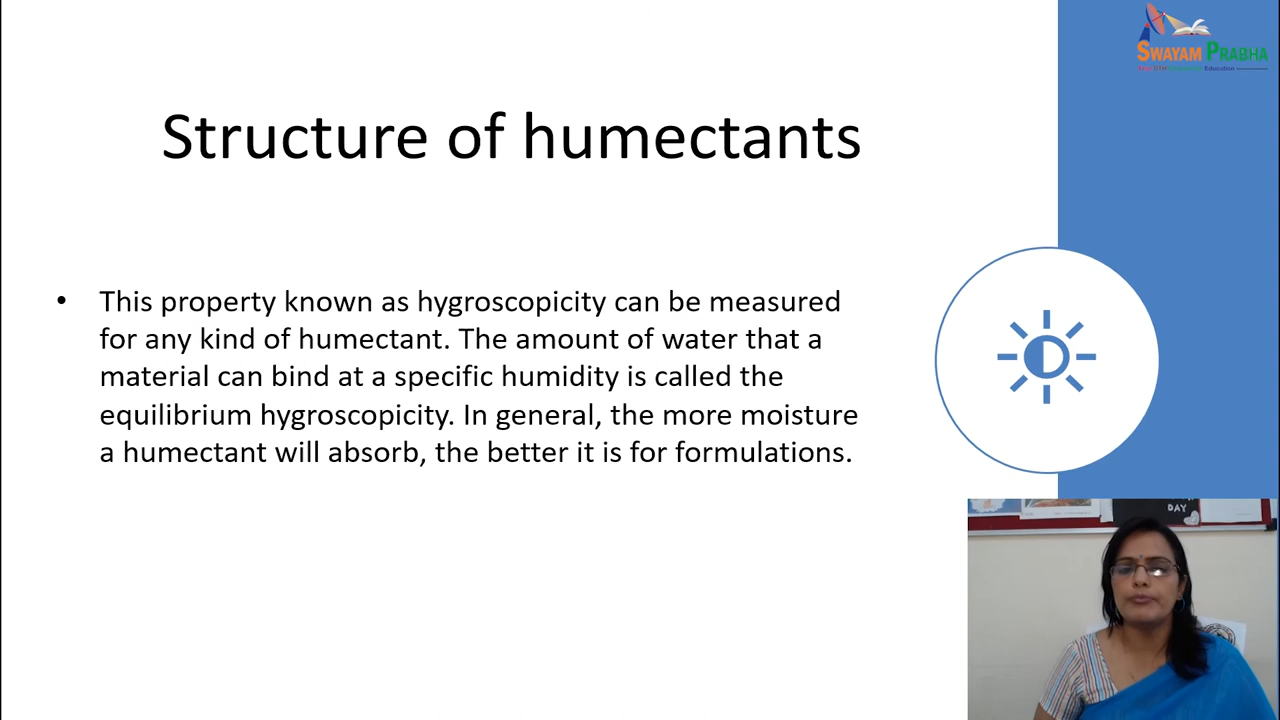 SWAYAM PRABHA
Education
Structure of humectants
• This property known as hygroscopicity can be measured
for any kind of humectant. The amount of water that a
material can bind at a specific humidity is called the
equilibrium hygroscopicity. In general, the more moisture
a humectant will absorb, the better it is for formulations.
DAY